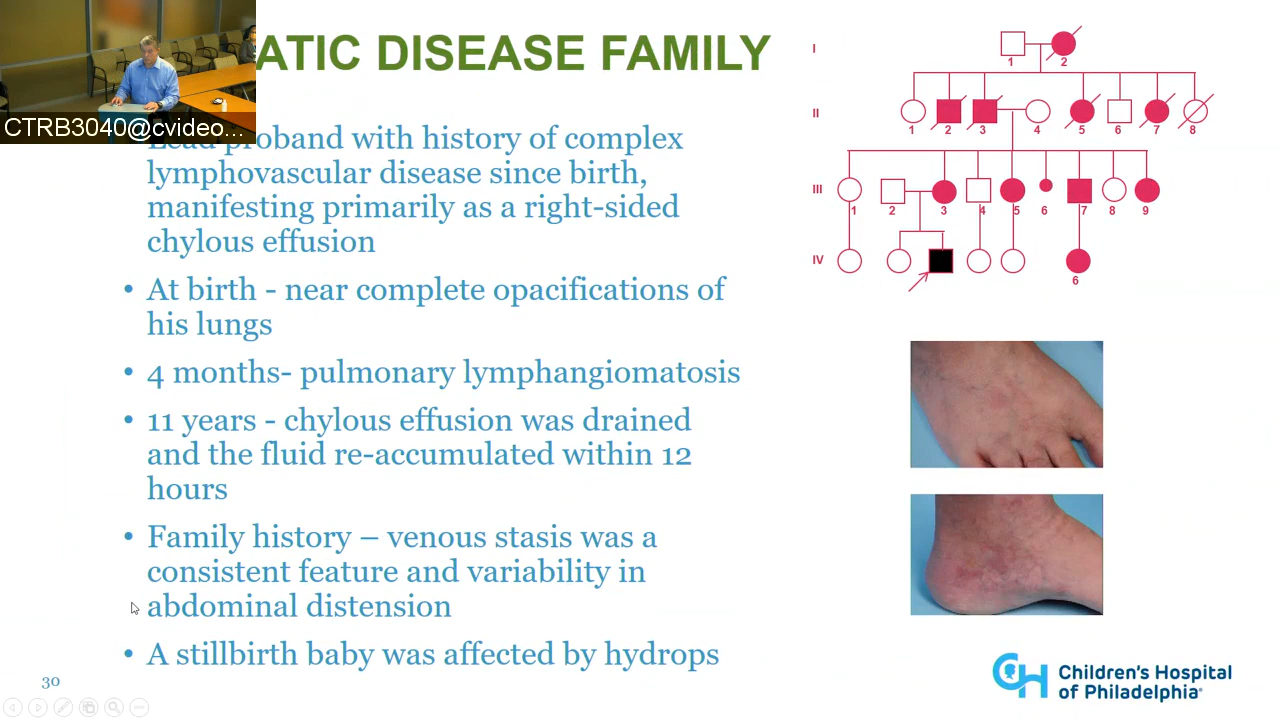 ATIC DISEASE FAMILY
CTRB3040@cvideo...
Lead proband with history of complex
lymphovascular disease since birth,
manifesting primarily as a right-sided
chylous effusion
• At birth - near complete opacifications of
his lungs
• 4 months- pulmonary lymphangiomatosis
• 11 years - chylous effusion was drained
and the fluid re-accumulated within 12
hours
• Family history – venous stasis was a
consistent feature and variability in
abdominal distension
• A stillbirth baby was affected by hydrops
30
I
1 2
II
1 2 3 4 5 6 7 8
III
1 2 3 4 5 6 7 8 9
IV
6
CH Children's Hospital
of Philadelphia®